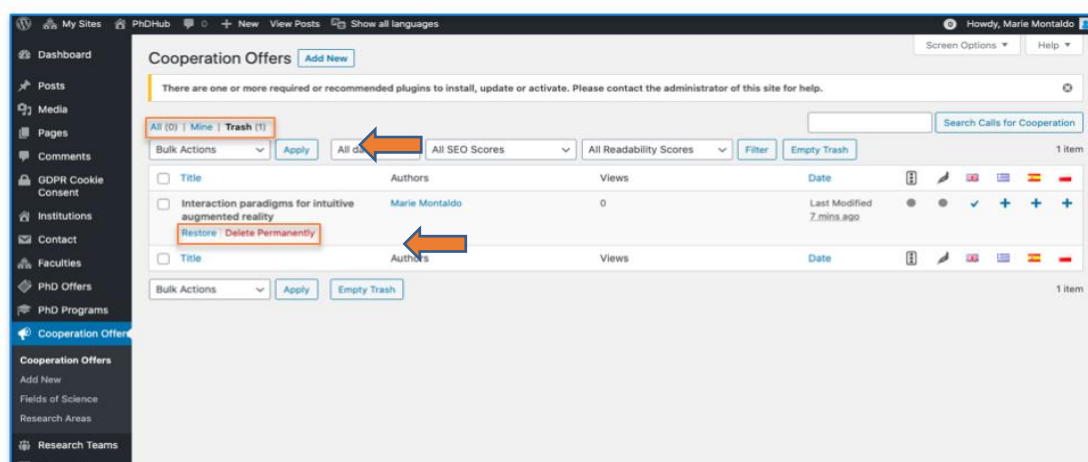 My Sites PhDHub 0 + New View Posts Show all languages Howdy, Marie Montaldo
Screen Options ▼ Help ▼
Dashboard
Posts
Media
Pages
Comments
GDPR Cookie
Consent
Institutions
Contact
Faculties
PhD Offers
PhD Programs
Cooperation Offers
Cooperation Offers
Add New
Fields of Science
Research Areas
Research Teams
Cooperation Offers Add New
There are one or more required or recommended plugins to install, update or activate. Please contact the administrator of this site for help.
All (0) | Mine | Trash (1) Search Calls for Cooperation
Bulk Actions Apply All da All SEO Scores All Readability Scores Filter Empty Trash 1 item
Title Authors Views Date
Interaction paradigms for intuitive Marie Montaldo 0 Last Modified
augmented reality 7 mins ago
Restore | Delete Permanently
Title Authors Views Date
Bulk Actions Apply Empty Trash 1 item